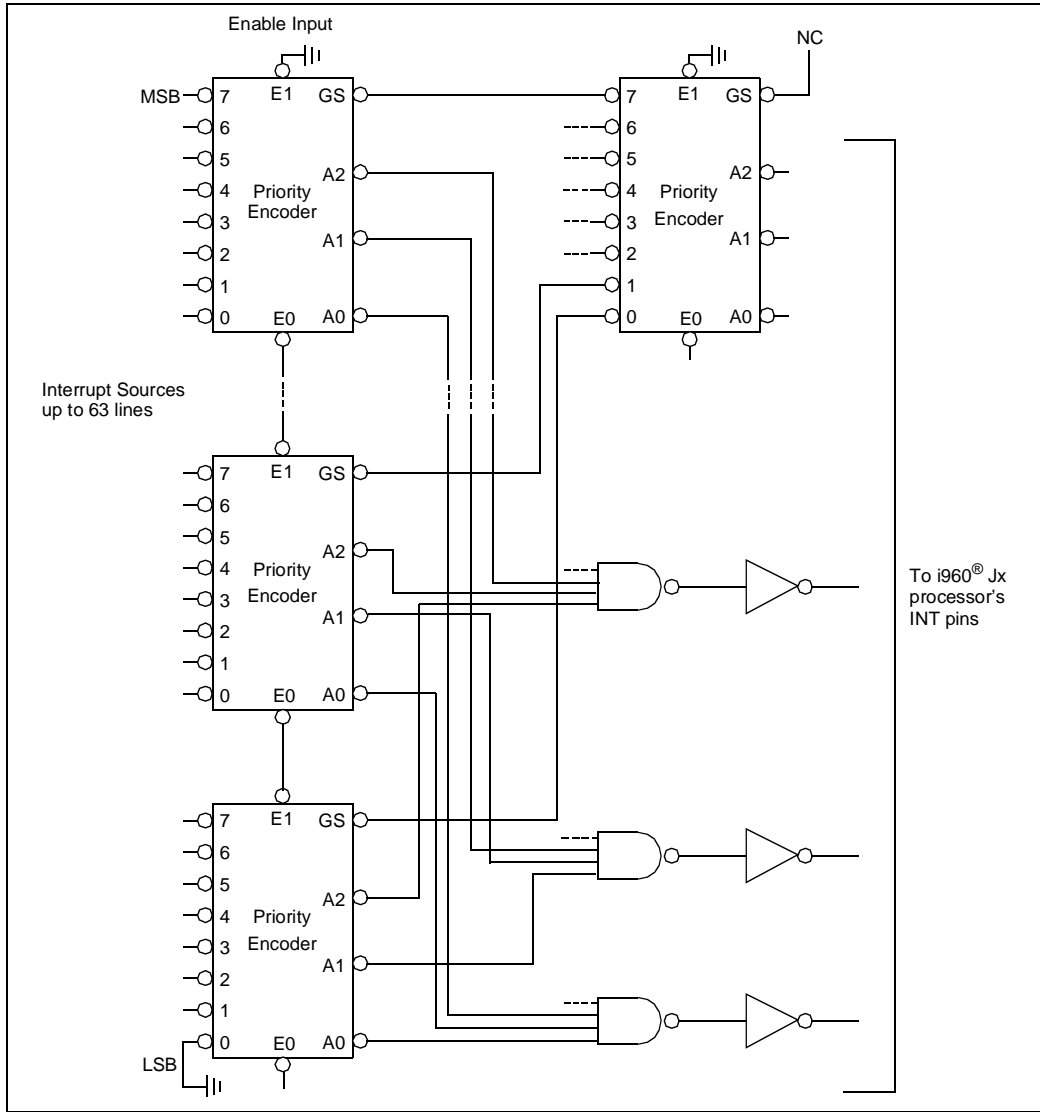 Enable Input
NC
MSB
7 E1 GS
6
5
A2
4 Priority
Encoder
3
A1
2
1
0 E0 A0
7 E1 GS
6
5
A2
4 Priority
3 Encoder
A1
2
1
0 E0 A0
Interrupt Sources
up to 63 lines
7 E1 GS
6
5
A2
4 Priority
3 Encoder
A1
2
1
0 E0 A0
To i960® Jx
processor's
INT pins
7 E1 GS
6
5
A2
4 Priority
3 Encoder
A1
2
1
0 E0 A0
LSB